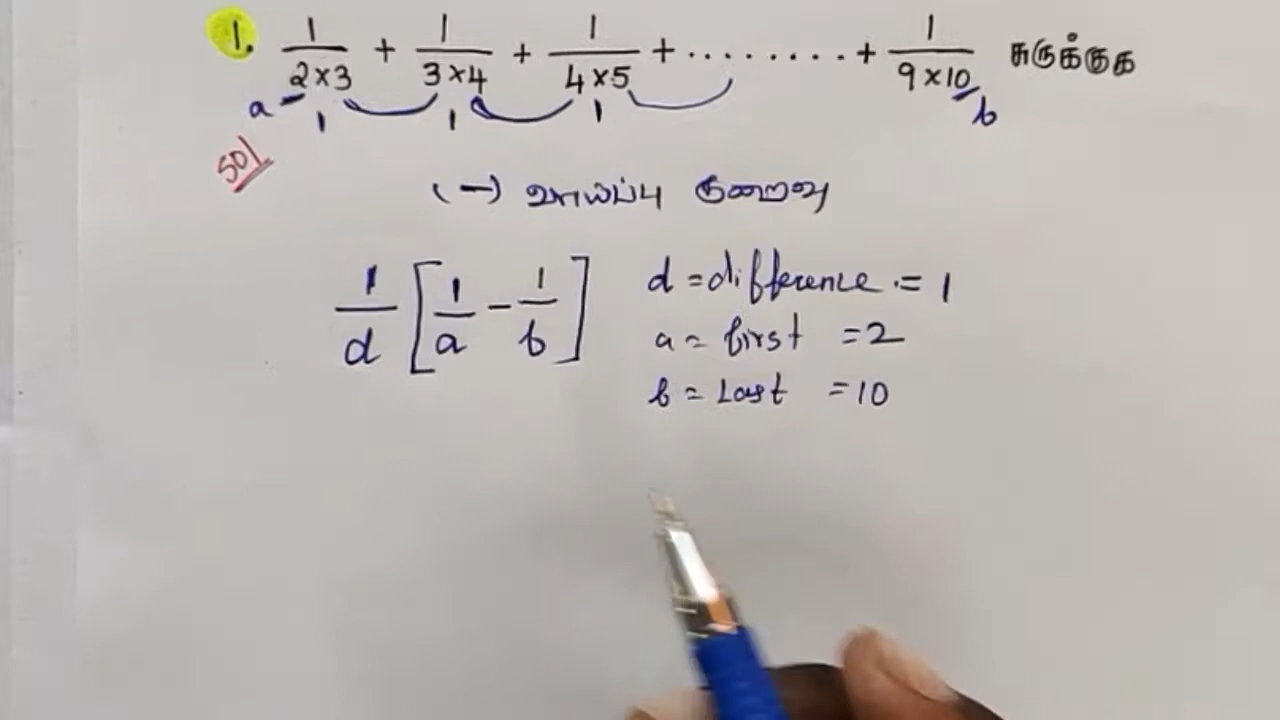 1. 1/(2×3) + 1/(3×4) + 1/(4×5) + ........ + 1/(9×10) சுருக்குக
a 1 1 1 b
Sol
(−) வாய்ப்பு குறைவு
1/d [1/a − 1/b]
d = difference = 1
a = first = 2
b = Last = 10